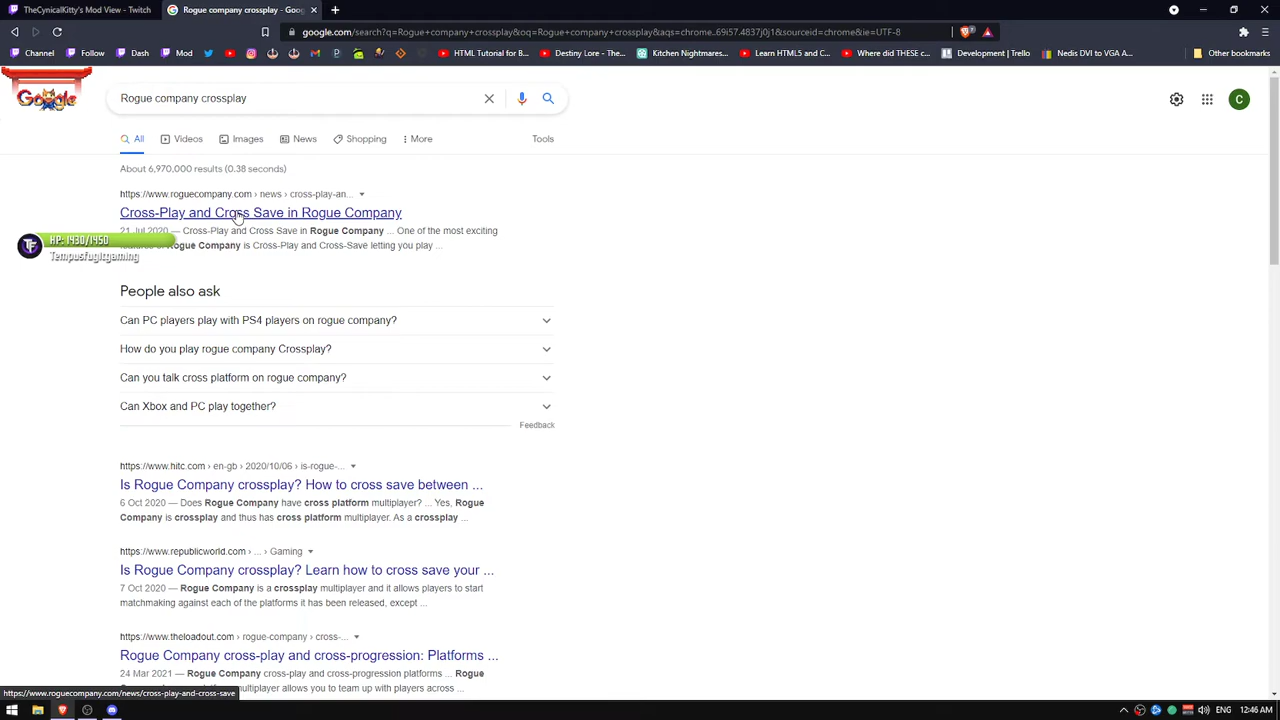 TheCynicalKitty's Mod View - Twitch
Rogue company crossplay - Goo
google.com/search?q=Rogue+company+crossplay&oq=Rogue+company+crossplay&aqs=chrome..69i57.4837j0j1&sourceid=chrome&ie=UTF-8
Channel Follow Daddy Mod HTML Tutorial for B... Destiny Lore - The... Kitchen Nightmares... Learn HTML5 and C... Where did THESE c... Development | Trello Nedis DVI to VGA A... Other bookmarks
Google
Rogue company crossplay
C
All Videos Images News Shopping More Tools
About 6,970,000 results (0.38 seconds)
https://www.roguecompany.com › news › cross-play-an...
Cross-Play and Cross Save in Rogue Company
21 Jul 2020 — Cross-Play and Cross Save in Rogue Company ... One of the most exciting
Rogue Company is Cross-Play and Cross-Save letting you play ...
HP: 1430/1450
Tempusfugitgaming
People also ask
Can PC players play with PS4 players on rogue company?
How do you play rogue company Crossplay?
Can you talk cross platform on rogue company?
Can Xbox and PC play together?
Feedback
https://www.hitc.com › en-gb › 2020/10/06 › is-rogue-...
Is Rogue Company crossplay? How to cross save between ...
6 Oct 2020 — Does Rogue Company have cross platform multiplayer? ... Yes, Rogue
Company is crossplay and thus has cross platform multiplayer. As a crossplay ...
https://www.republicworld.com › ... › Gaming
Is Rogue Company crossplay? Learn how to cross save your ...
7 Oct 2020 — Rogue Company is a crossplay multiplayer and it allows players to start
matchmaking against each of the platforms it has been released, except ...
https://www.theloadout.com › rogue-company › cross-...
Rogue Company cross-play and cross-progression: Platforms ...
24 Mar 2021 — Rogue Company cross-play and cross-progression platforms ... Rogue
multiplayer allows you to team up with players across ...
https://www.roguecompany.com/news/cross-play-and-cross-save
ENG 12:46 AM